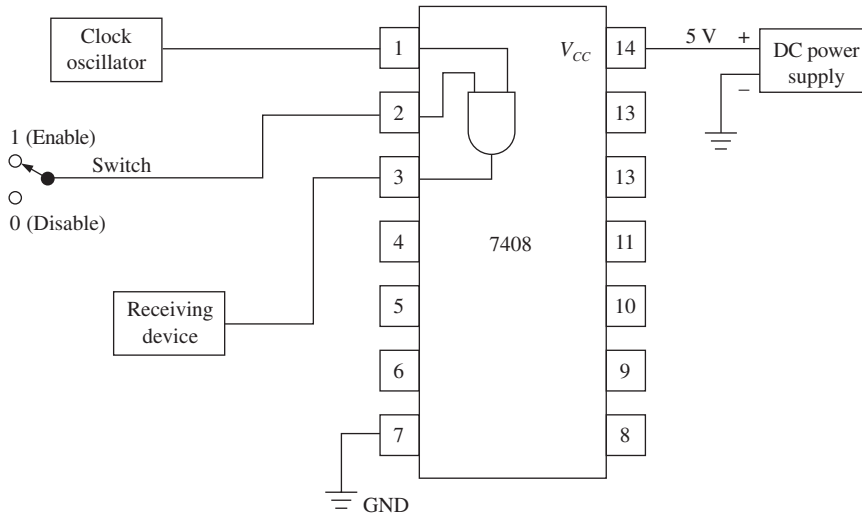 Clock
oscillator
1
2
3
4
5
6
7
V_CC
7408
14
13
13
11
10
9
8
5 V
+
−
DC power
supply
1 (Enable)
Switch
0 (Disable)
Receiving
device
GND